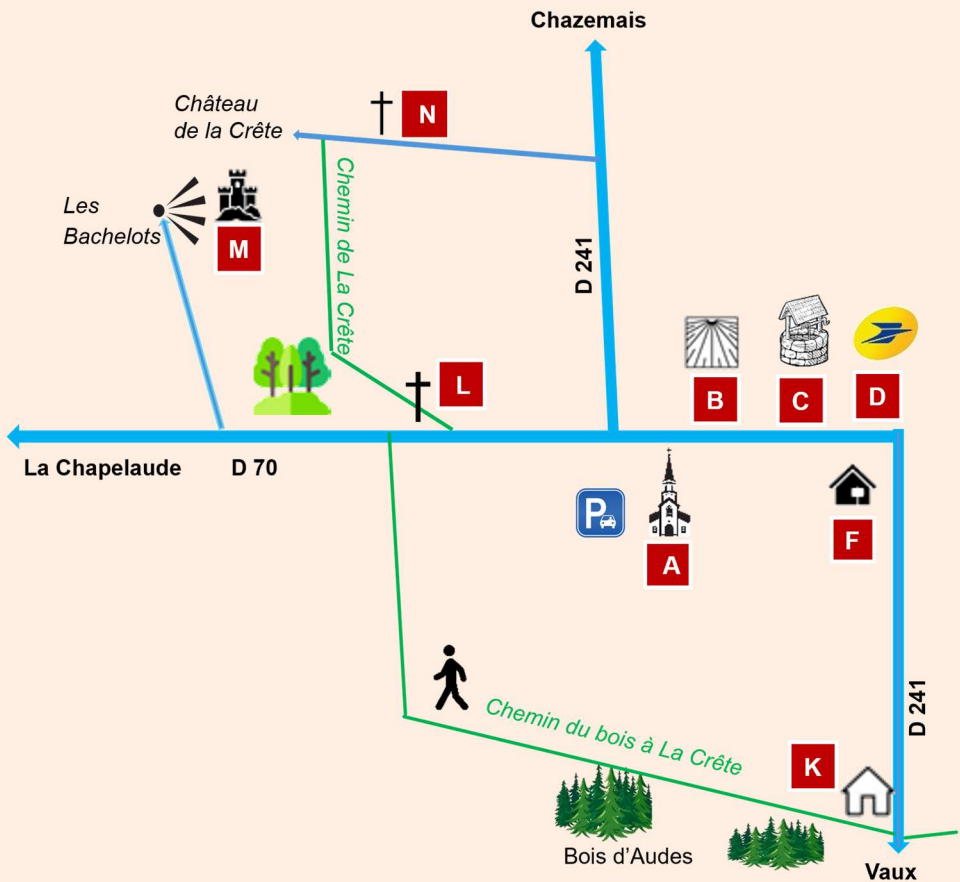 Chazemais
Château
de la Crête
N
Les
Bachelots
M
Chemin de La Crête
D 241
L
B
C
D
La Chapelaude
D 70
P
A
F
D 241
Chemin du bois à La Crête
K
Bois d'Audes
Vaux